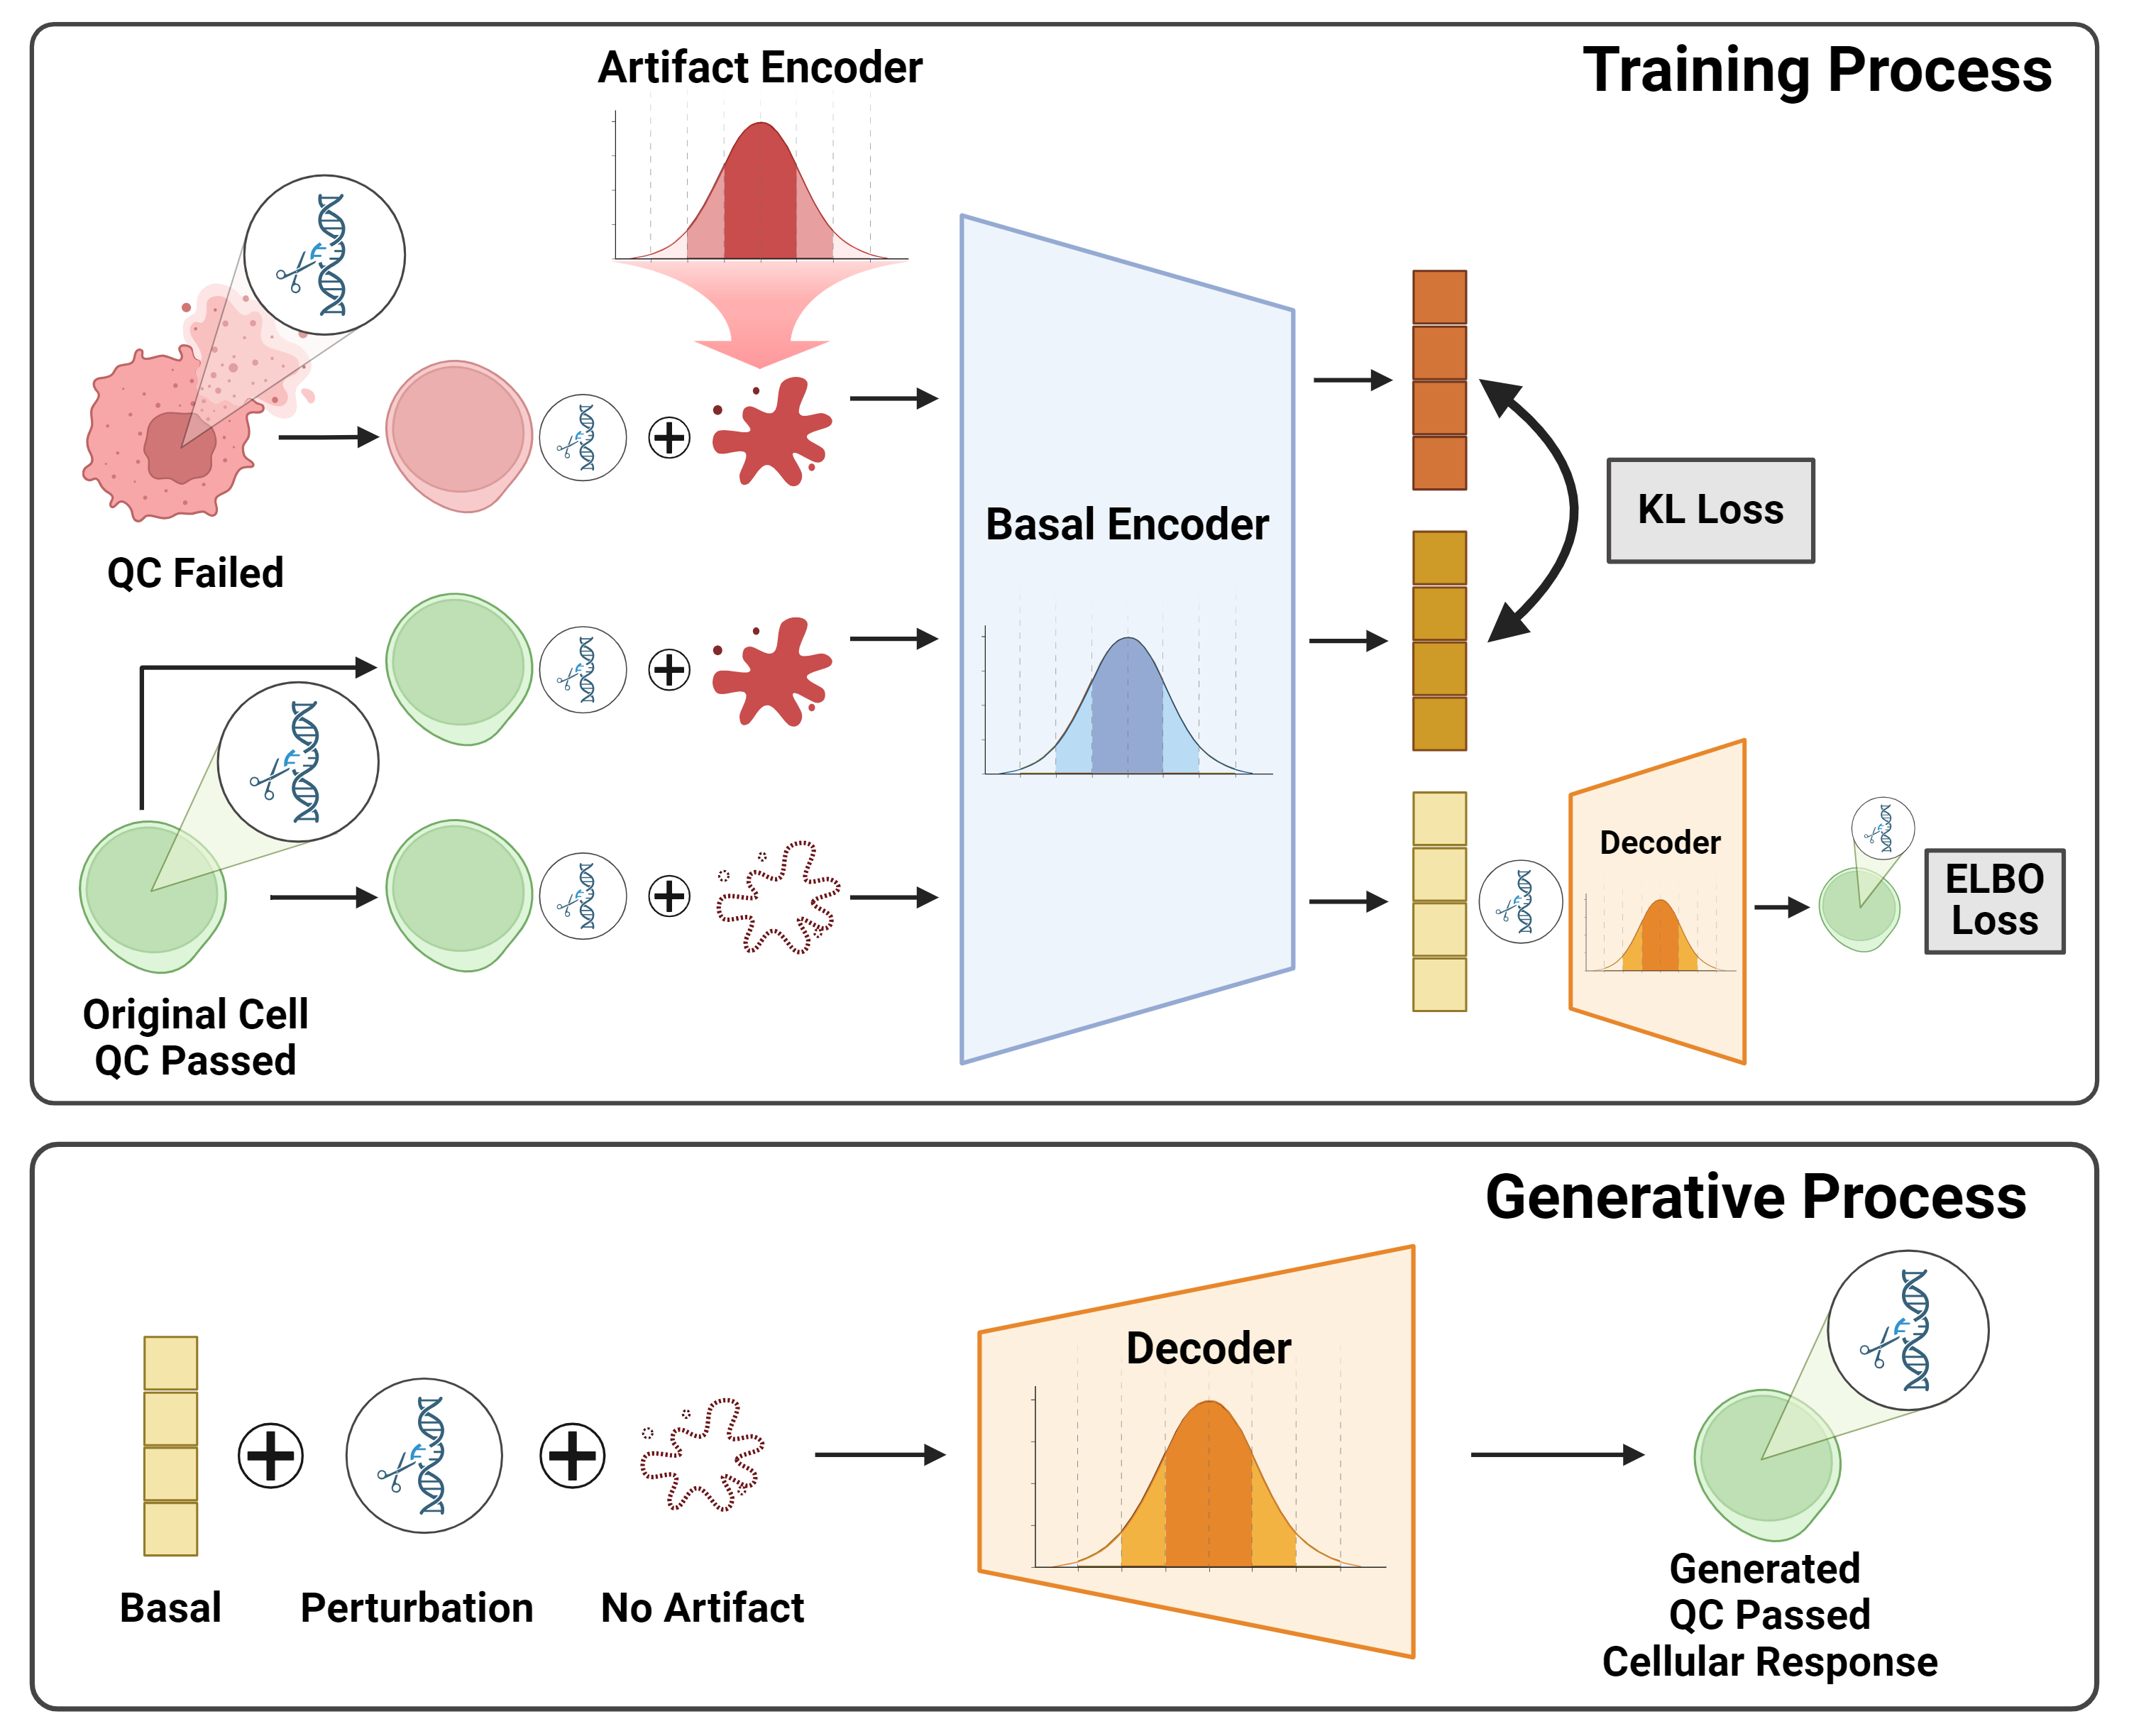 Training Process
Artifact Encoder
QC Failed
Basal Encoder
KL Loss
Original Cell
QC Passed
Decoder
ELBO
Loss
Generative Process
Basal
Perturbation
No Artifact
Decoder
Generated
QC Passed
Cellular Response